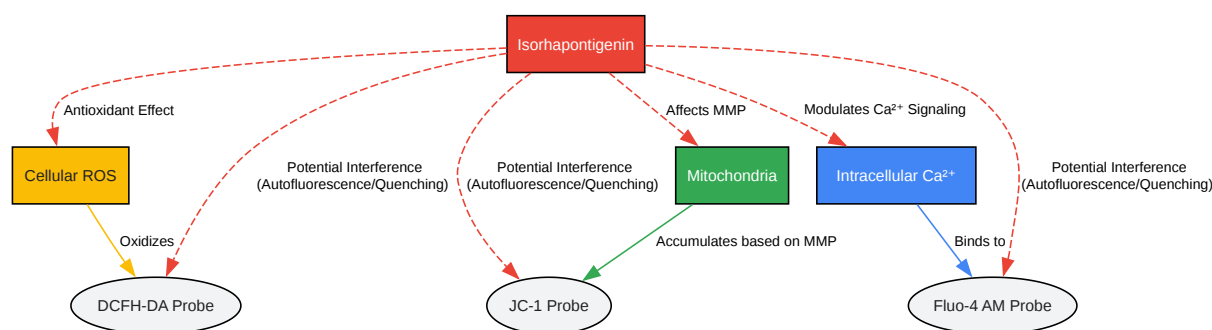 Isorhapontigenin
Antioxidant Effect
Affects MMP
Modulates Ca²⁺ Signaling
Cellular ROS
Potential Interference
(Autofluorescence/Quenching)
Potential Interference
(Autofluorescence/Quenching)
Mitochondria
Intracellular Ca²⁺
Potential Interference
(Autofluorescence/Quenching)
Oxidizes
Accumulates based on MMP
Binds to
DCFH-DA Probe
JC-1 Probe
Fluo-4 AM Probe